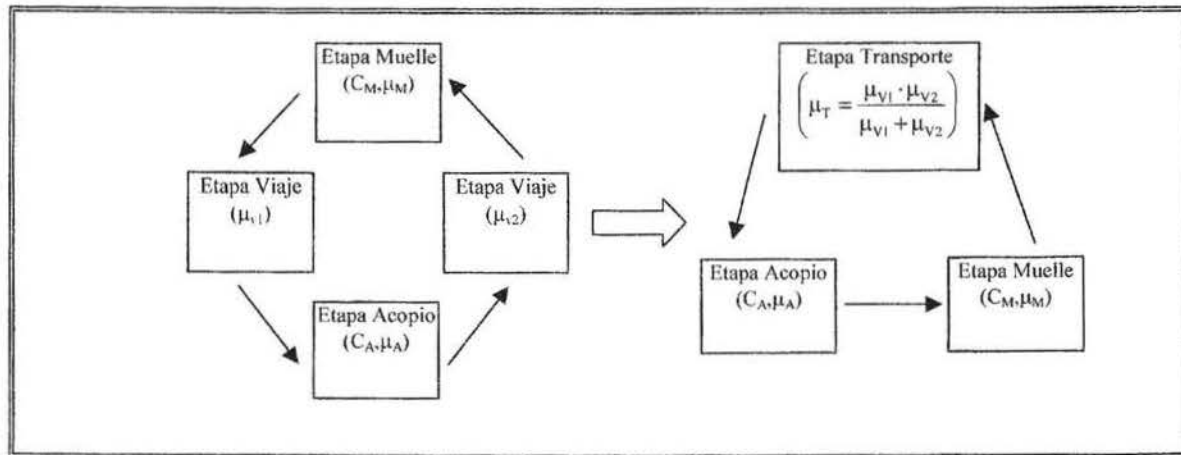 Etapa Muelle
(C_M,μ_M)
Etapa Viaje
(μ_v1)
Etapa Viaje
(μ_v2)
Etapa Acopio
(C_A,μ_A)
Etapa Transporte
(μ_T = μ_V1 · μ_V2 / μ_V1 + μ_V2)
Etapa Acopio
(C_A,μ_A)
Etapa Muelle
(C_M,μ_M)